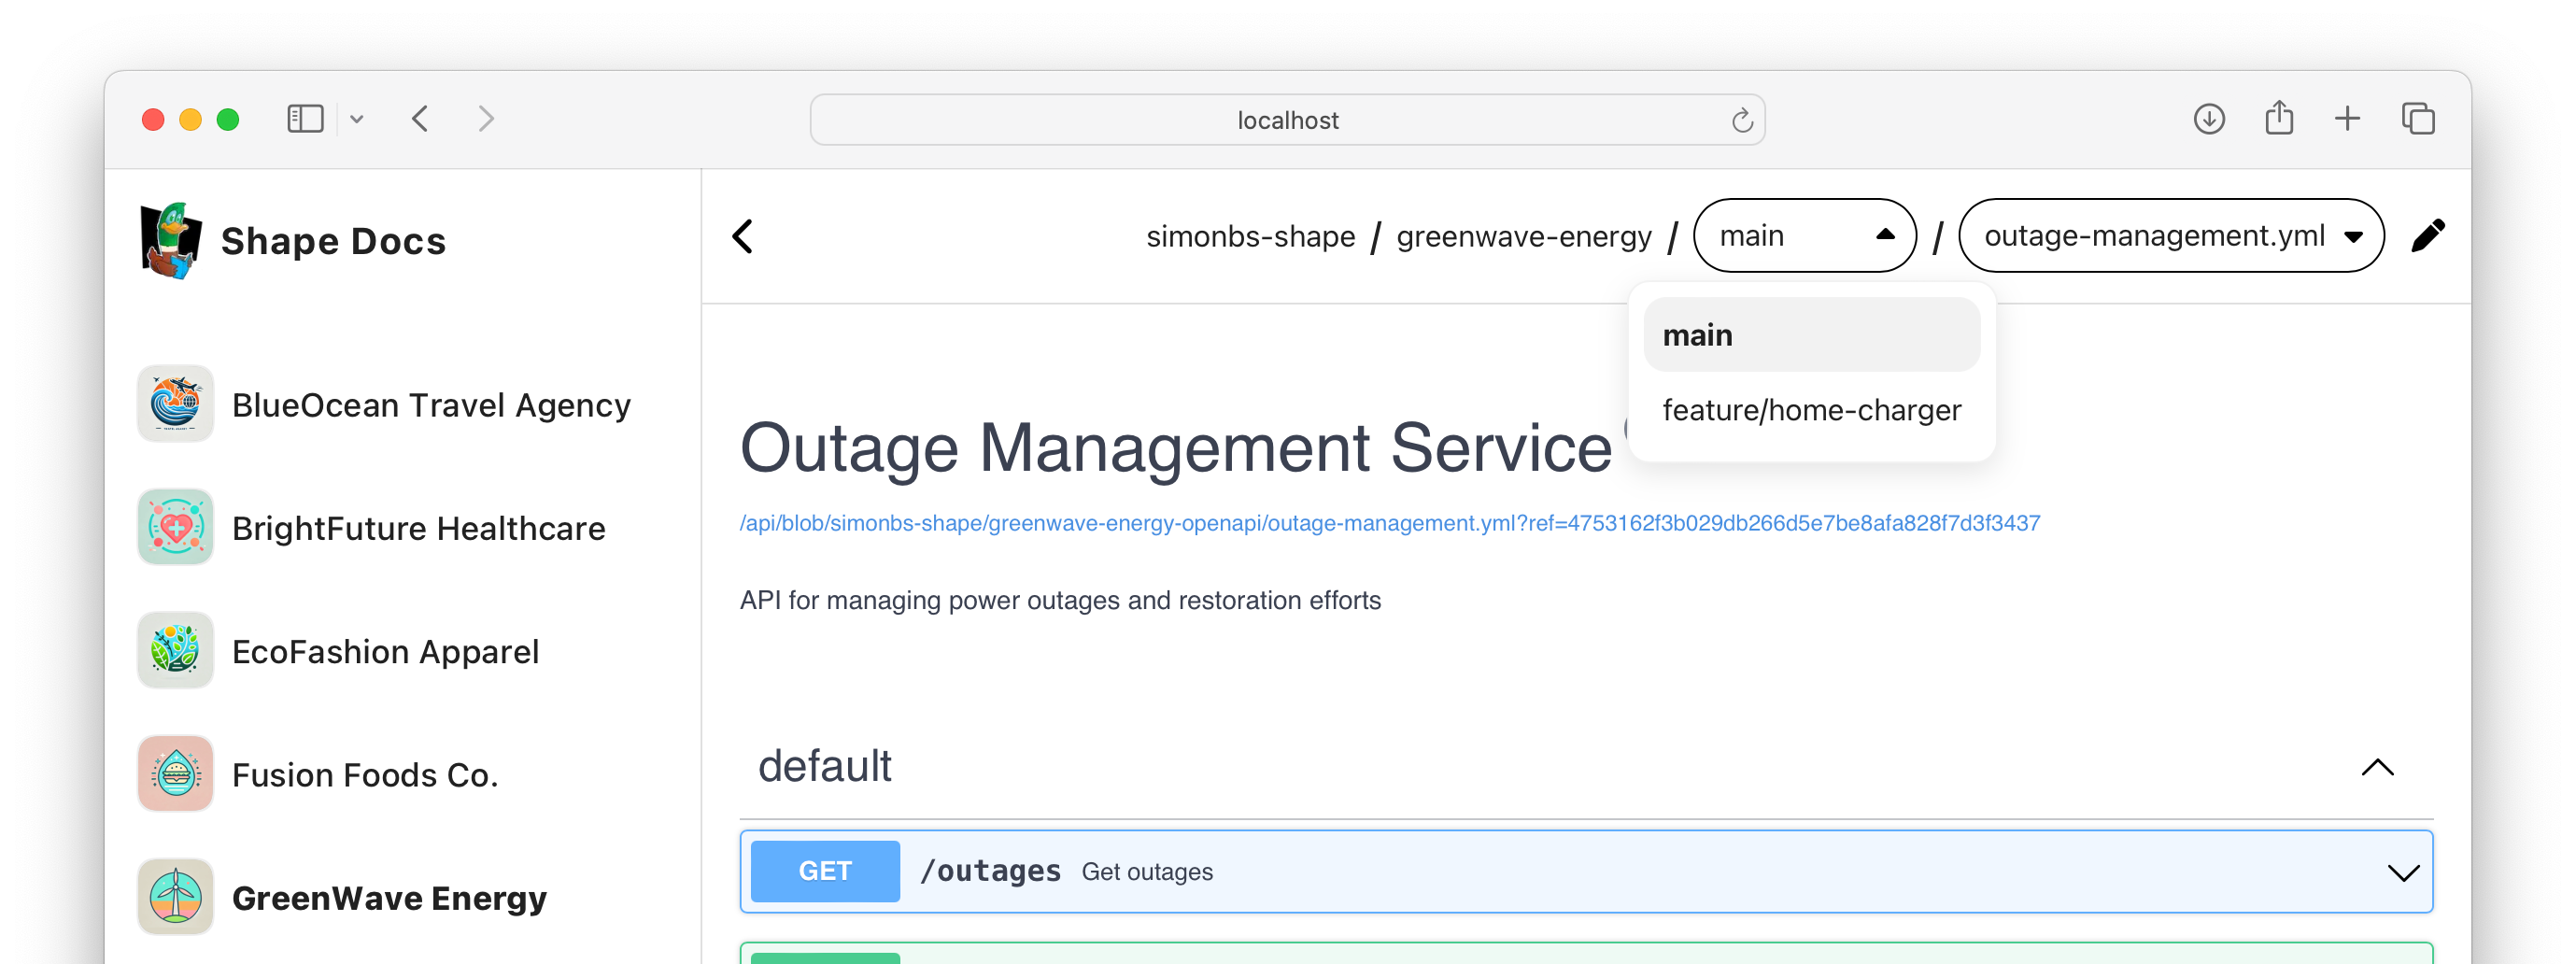 localhost
Shape Docs
simonbs-shape / greenwave-energy / main / outage-management.yml
main
feature/home-charger
BlueOcean Travel Agency
BrightFuture Healthcare
EcoFashion Apparel
Fusion Foods Co.
GreenWave Energy
Outage Management Service
/api/blob/simonbs-shape/greenwave-energy-openapi/outage-management.yml?ref=4753162f3b029db266d5e7be8afa828f7d3f3437
API for managing power outages and restoration efforts
default
GET /outages Get outages